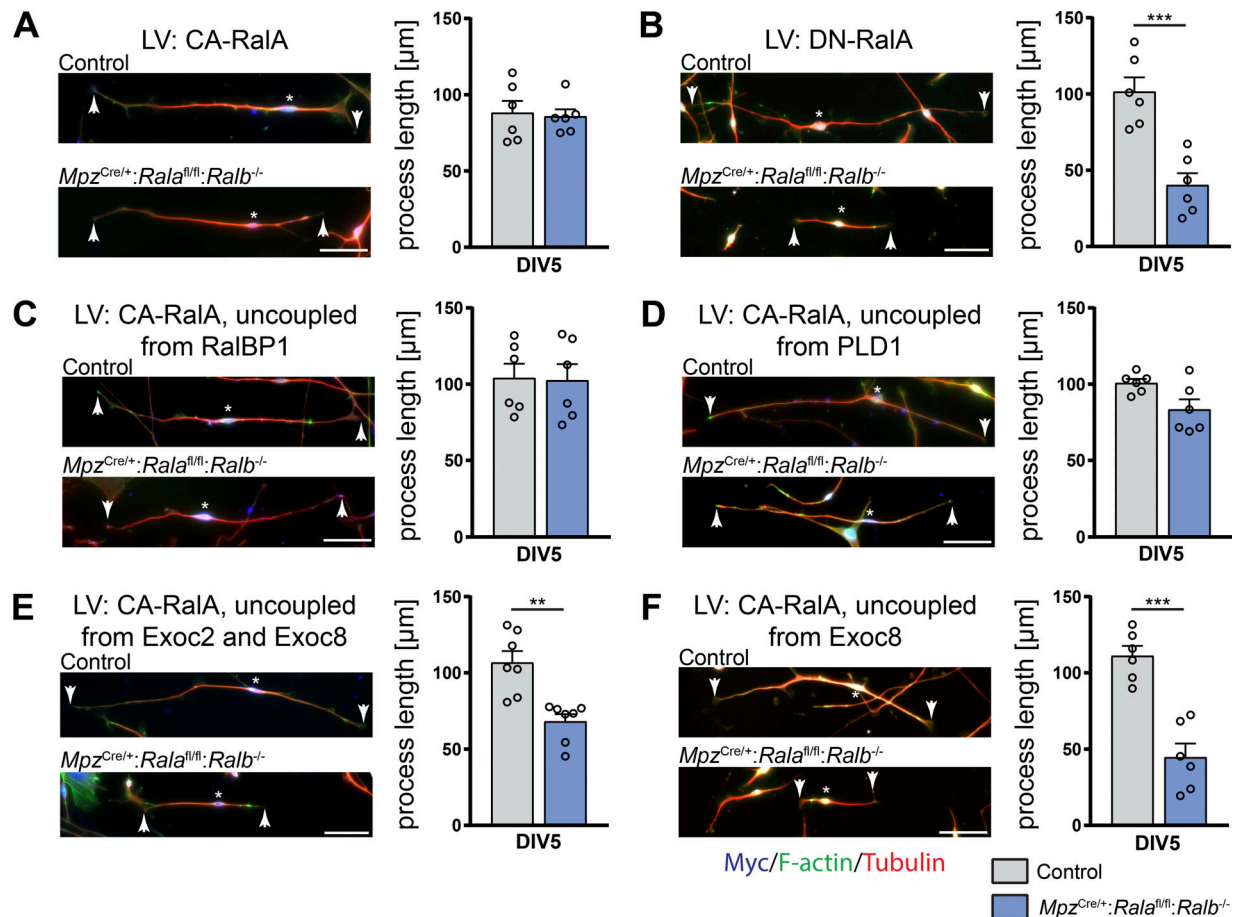 A
LV: CA-RalA
Control
*
Mpz^Cre/+:Rala^fl/fl:Ralb^-/-
*
process length [µm]
150
100
50
0
DIV5
B
LV: DN-RalA
Control
*
Mpz^Cre/+:Rala^fl/fl:Ralb^-/-
*
process length [µm]
150
100
50
0
***
DIV5
C
LV: CA-RalA, uncoupled
from RalBP1
Control
*
Mpz^Cre/+:Rala^fl/fl:Ralb^-/-
*
process length [µm]
150
100
50
0
DIV5
D
LV: CA-RalA, uncoupled
from PLD1
Control
*
Mpz^Cre/+:Rala^fl/fl:Ralb^-/-
*
process length [µm]
150
100
50
0
DIV5
E
LV: CA-RalA, uncoupled
from Exoc2 and Exoc8
Control
*
Mpz^Cre/+:Rala^fl/fl:Ralb^-/-
*
process length [µm]
150
100
50
0
**
DIV5
F
LV: CA-RalA, uncoupled
from Exoc8
Control
*
Mpz^Cre/+:Rala^fl/fl:Ralb^-/-
*
process length [µm]
150
100
50
0
***
DIV5
Myc/F-actin/Tubulin
Control
Mpz^Cre/+:Rala^fl/fl:Ralb^-/-